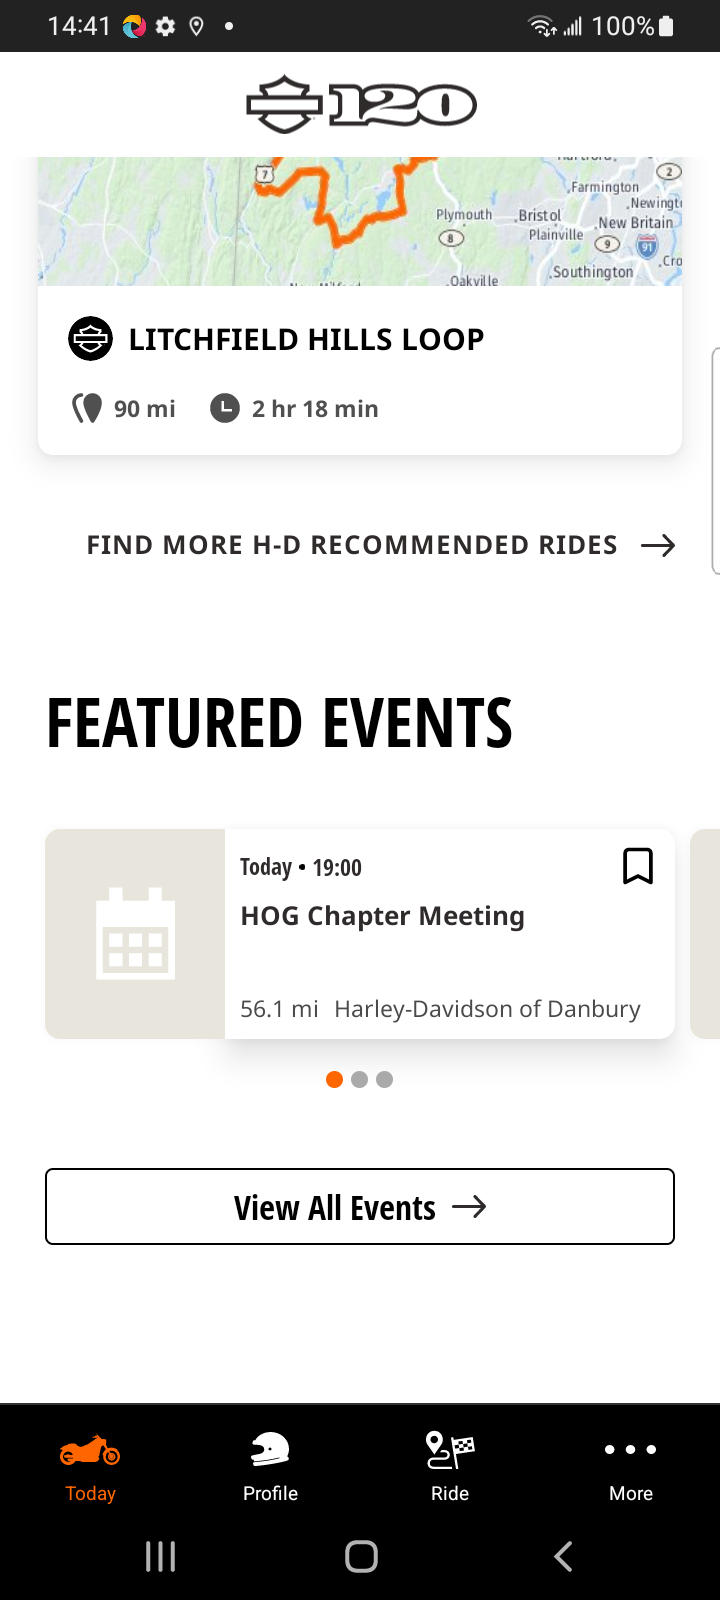 14:41
100%
120
7
2
Farmington
Newingt
Plymouth
Bristol
New Britain
Plainville
8
9
91
Cro
Southington
Oakville
LITCHFIELD HILLS LOOP
90 mi
2 hr 18 min
FIND MORE H-D RECOMMENDED RIDES
FEATURED EVENTS
Today • 19:00
HOG Chapter Meeting
56.1 mi Harley-Davidson of Danbury
View All Events
Today
Profile
Ride
More